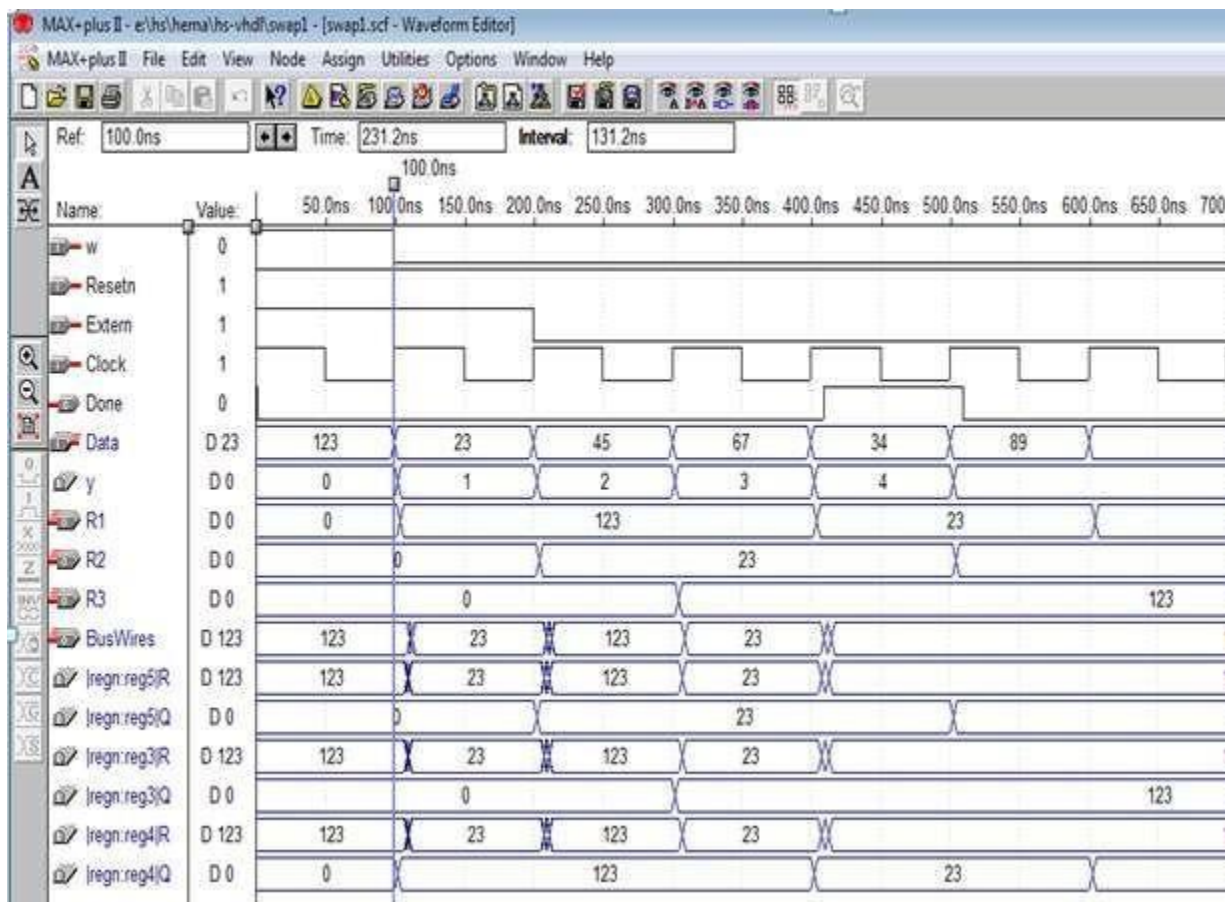 MAX+plus II - e:\hs\hema\hs-vhdl\swap1 - [swap1.scf - Waveform Editor]
MAX+plus II File Edit View Node Assign Utilities Options Window Help
Ref: 100.0ns Time: 231.2ns Interval: 131.2ns
100.0ns
Name: Value: 50.0ns 100.0ns 150.0ns 200.0ns 250.0ns 300.0ns 350.0ns 400.0ns 450.0ns 500.0ns 550.0ns 600.0ns 650.0ns 700
w 0
Resetn 1
Extern 1
Clock 1
Done 0
Data D 23 123 23 45 67 34 89
y D 0 0 1 2 3 4
R1 D 0 0 123 23
R2 D 0 0 23
R3 D 0 0 123
BusWires D 123 123 23 123 23
|regn:reg5|R D 123 123 23 123 23
|regn:reg5|Q D 0 0 23
|regn:reg3|R D 123 123 23 123 23
|regn:reg3|Q D 0 0 123
|regn:reg4|R D 123 123 23 123 23
|regn:reg4|Q D 0 0 123 23